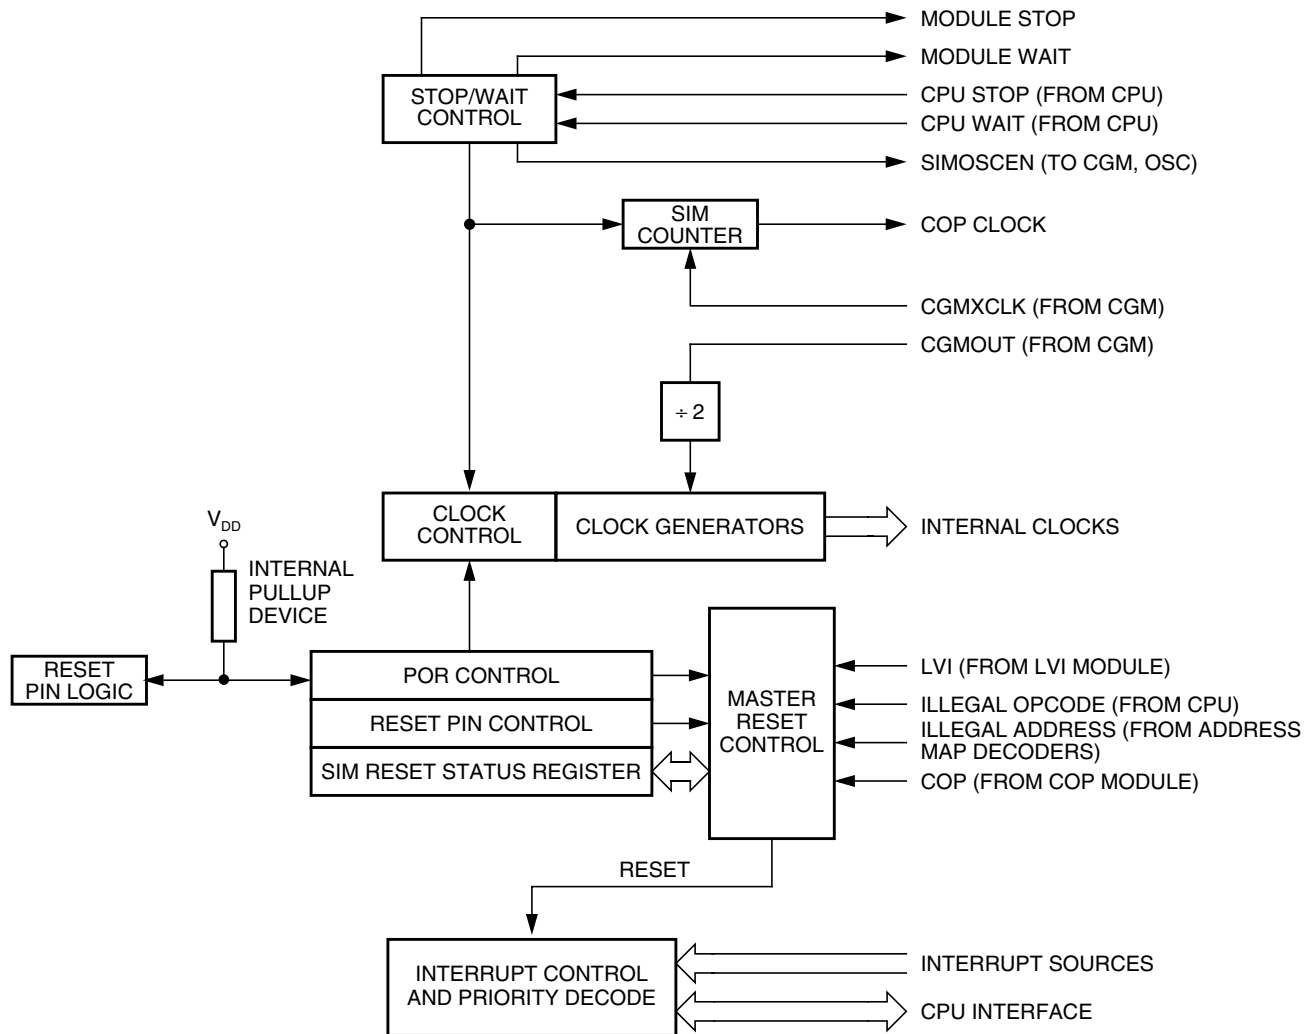 MODULE STOP
MODULE WAIT
STOP/WAIT
CONTROL
CPU STOP (FROM CPU)
CPU WAIT (FROM CPU)
SIMOSCEN (TO CGM, OSC)
SIM
COUNTER
COP CLOCK
CGMXCLK (FROM CGM)
CGMOUT (FROM CGM)
÷ 2
CLOCK
CONTROL
CLOCK GENERATORS
INTERNAL CLOCKS
VDD
INTERNAL
PULLUP
DEVICE
RESET
PIN LOGIC
POR CONTROL
RESET PIN CONTROL
SIM RESET STATUS REGISTER
MASTER
RESET
CONTROL
LVI (FROM LVI MODULE)
ILLEGAL OPCODE (FROM CPU)
ILLEGAL ADDRESS (FROM ADDRESS
MAP DECODERS)
COP (FROM COP MODULE)
RESET
INTERRUPT CONTROL
AND PRIORITY DECODE
INTERRUPT SOURCES
CPU INTERFACE